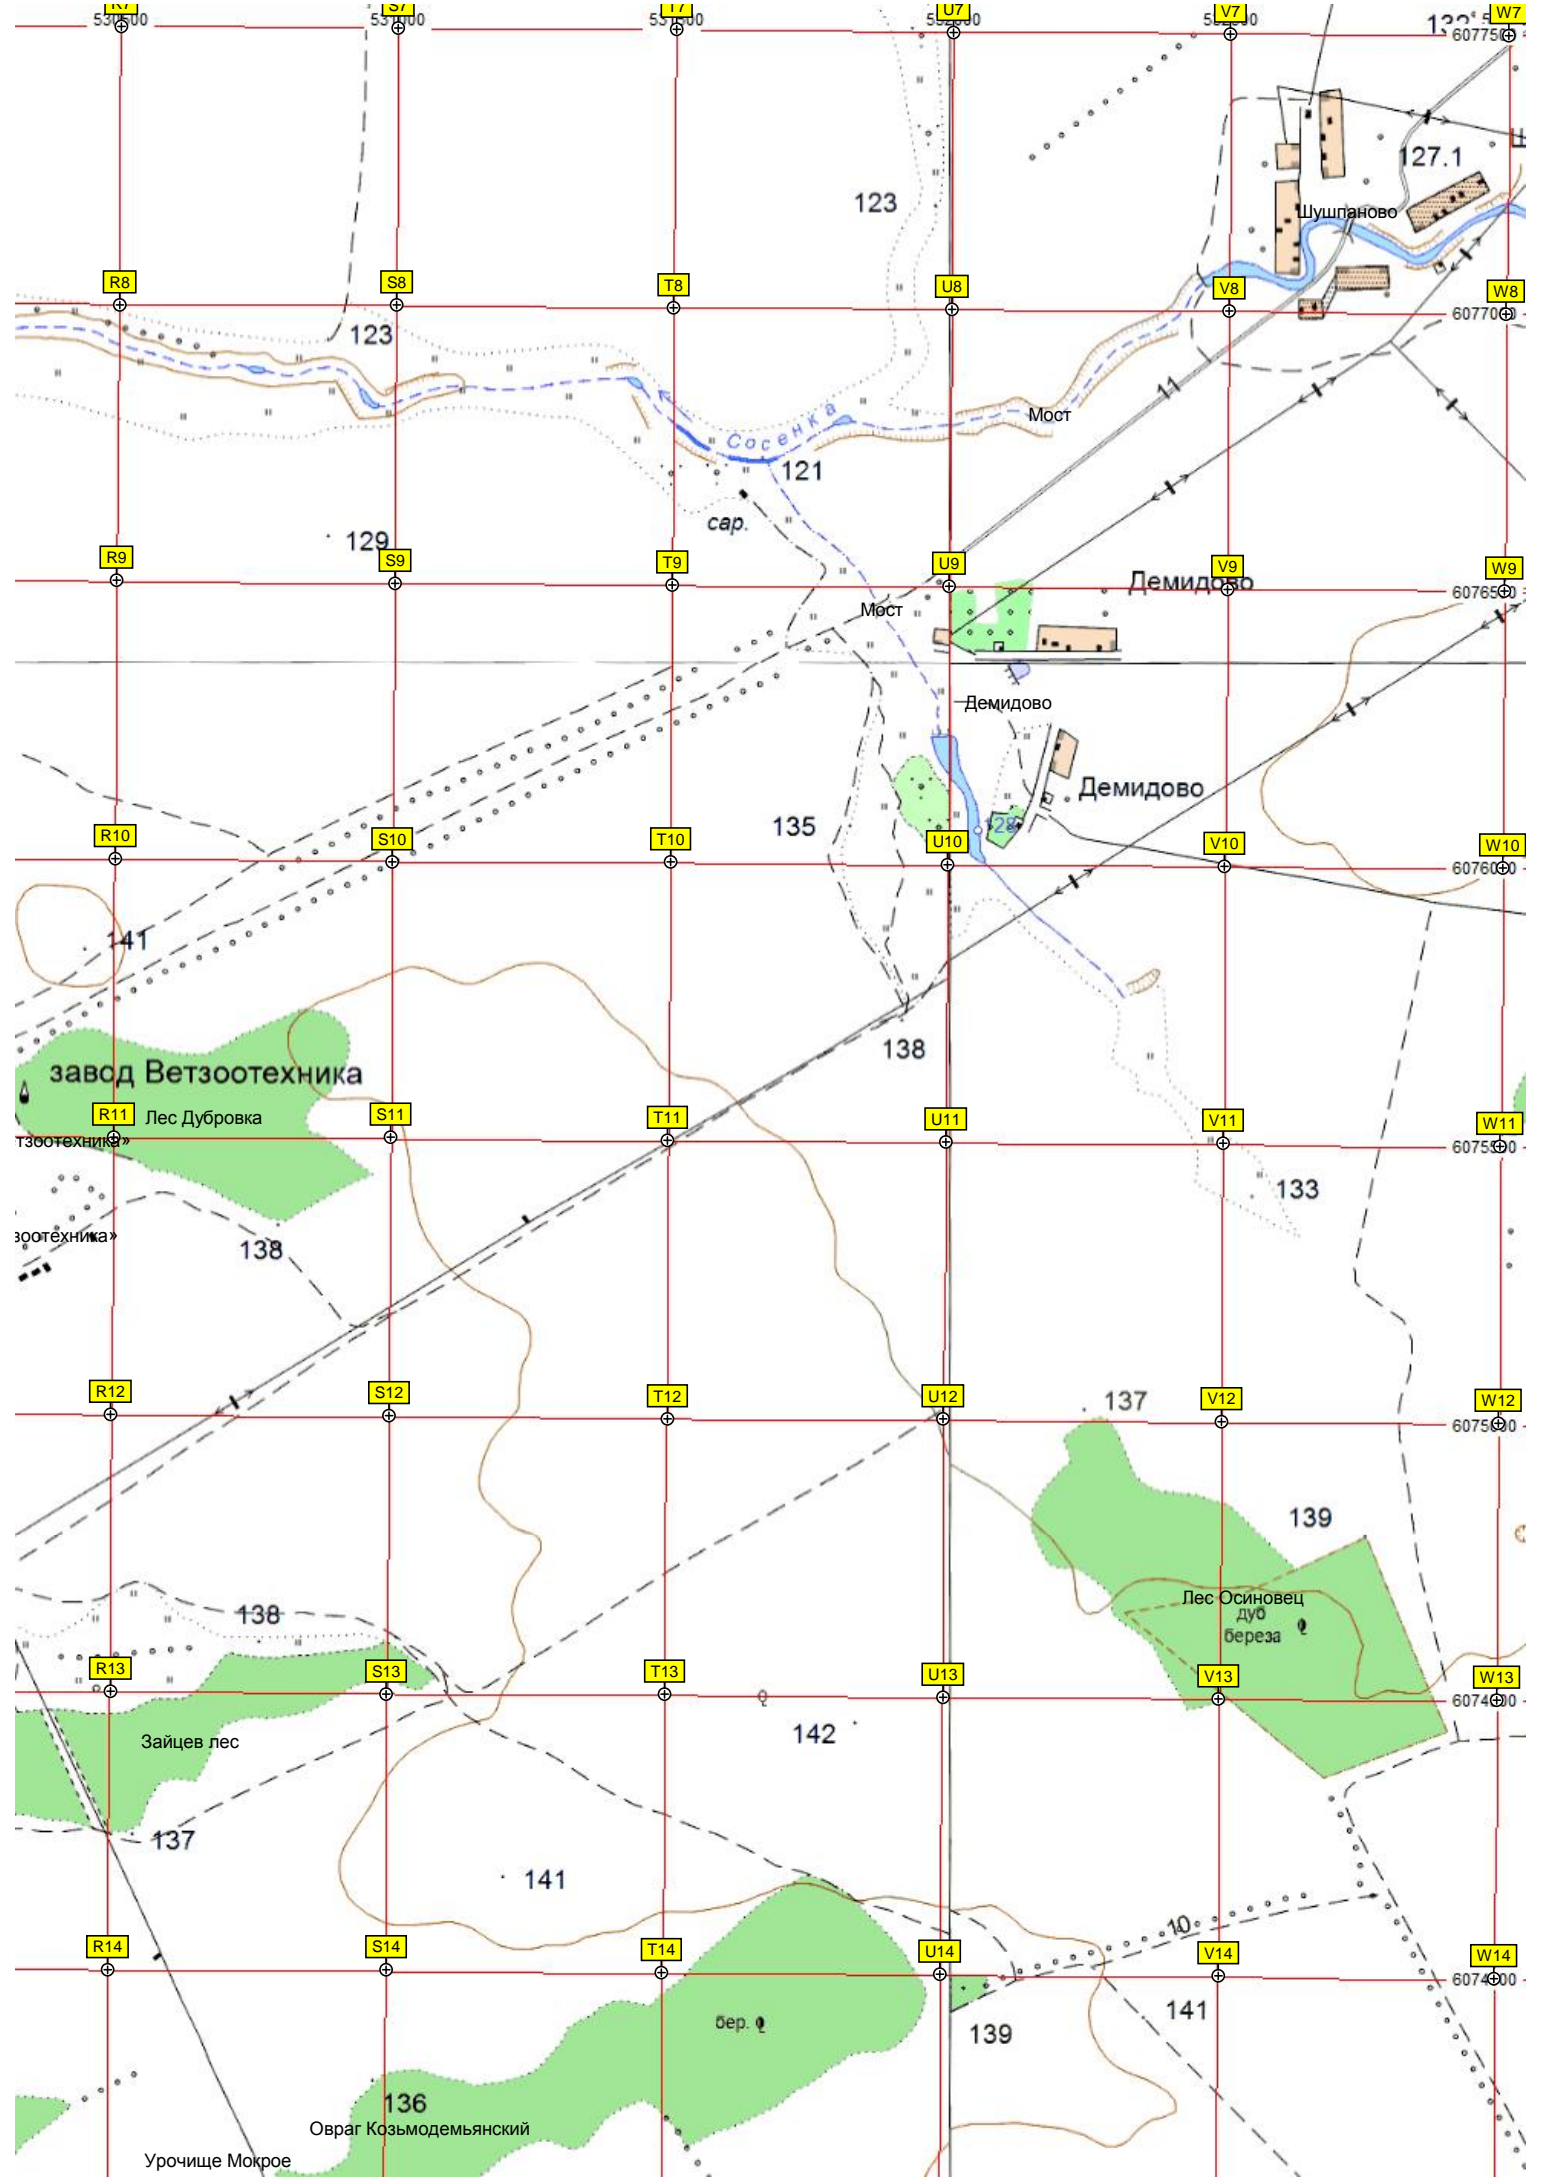 R7
S7
T7
U7
V7
W7
6077500
123
127.1
Шушпаново
R8
S8
T8
U8
V8
W8
123
11
Мост
Сосенка
121
сар.
129
R9
S9
T9
U9
V9
W9
Демидово
Мост
Демидово
Демидово
135
128
R10
S10
T10
U10
V10
W10
141
138
завод Ветзоотехника
R11
Лес Дубровка
S11
T11
U11
V11
W11
тзоотехника»
133
зоотехника»
138
R12
S12
T12
U12
V12
W12
137
139
Лес Осиновец
дуб
береза
138
R13
S13
T13
U13
V13
W13
142
Зайцев лес
137
141
10
R14
S14
T14
U14
V14
W14
141
бер.
139
136
Овраг Козьмодемьянский
Урочище Мокрое